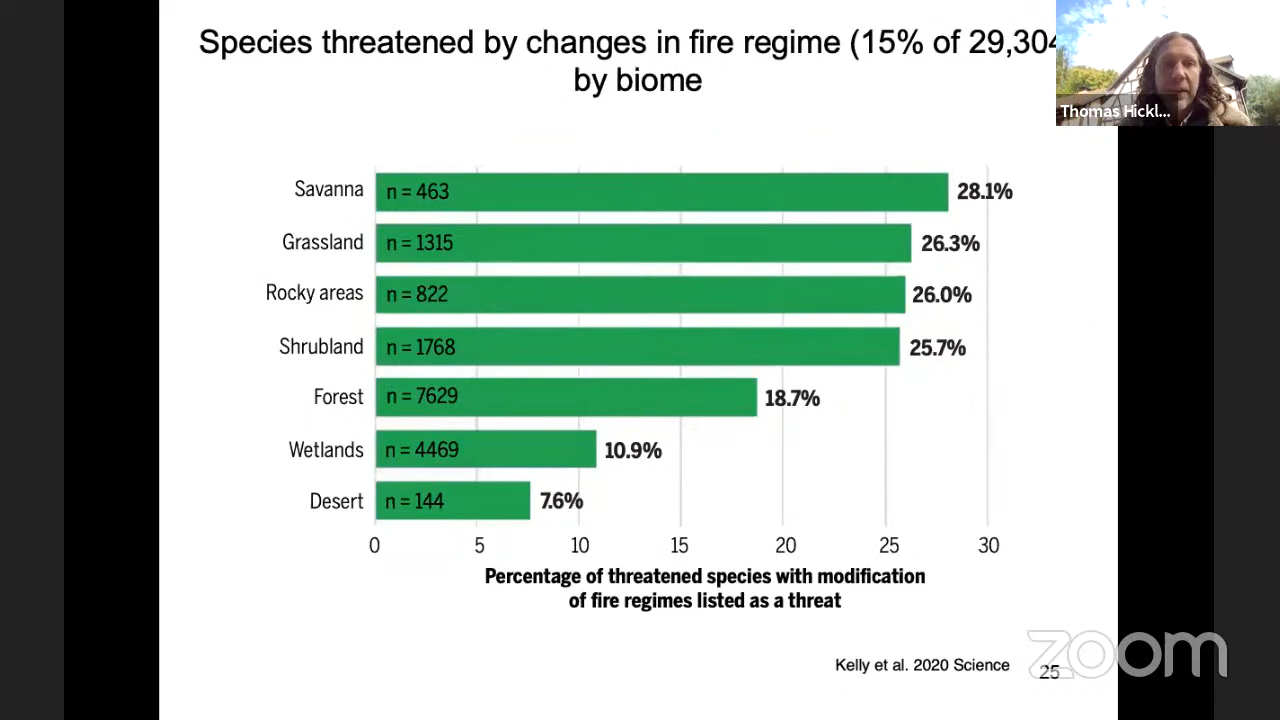 Species threatened by changes in fire regime (15% of 29,304
by biome
Thomas Hickl...
Savanna n = 463 28.1%
Grassland n = 1315 26.3%
Rocky areas n = 822 26.0%
Shrubland n = 1768 25.7%
Forest n = 7629 18.7%
Wetlands n = 4469 10.9%
Desert n = 144 7.6%
0 5 10 15 20 25 30
Percentage of threatened species with modification
of fire regimes listed as a threat
Kelly et al. 2020 Science
25
zoom